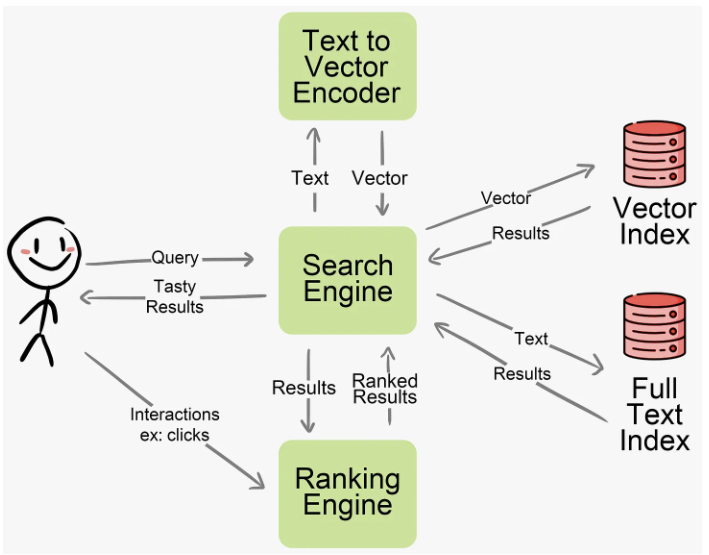 Text to
Vector
Encoder
Text
Vector
Vector
Results
Vector
Index
Query
Tasty
Results
Search
Engine
Text
Results
Full
Text
Index
Results
Ranked
Results
Interactions
ex: clicks
Ranking
Engine